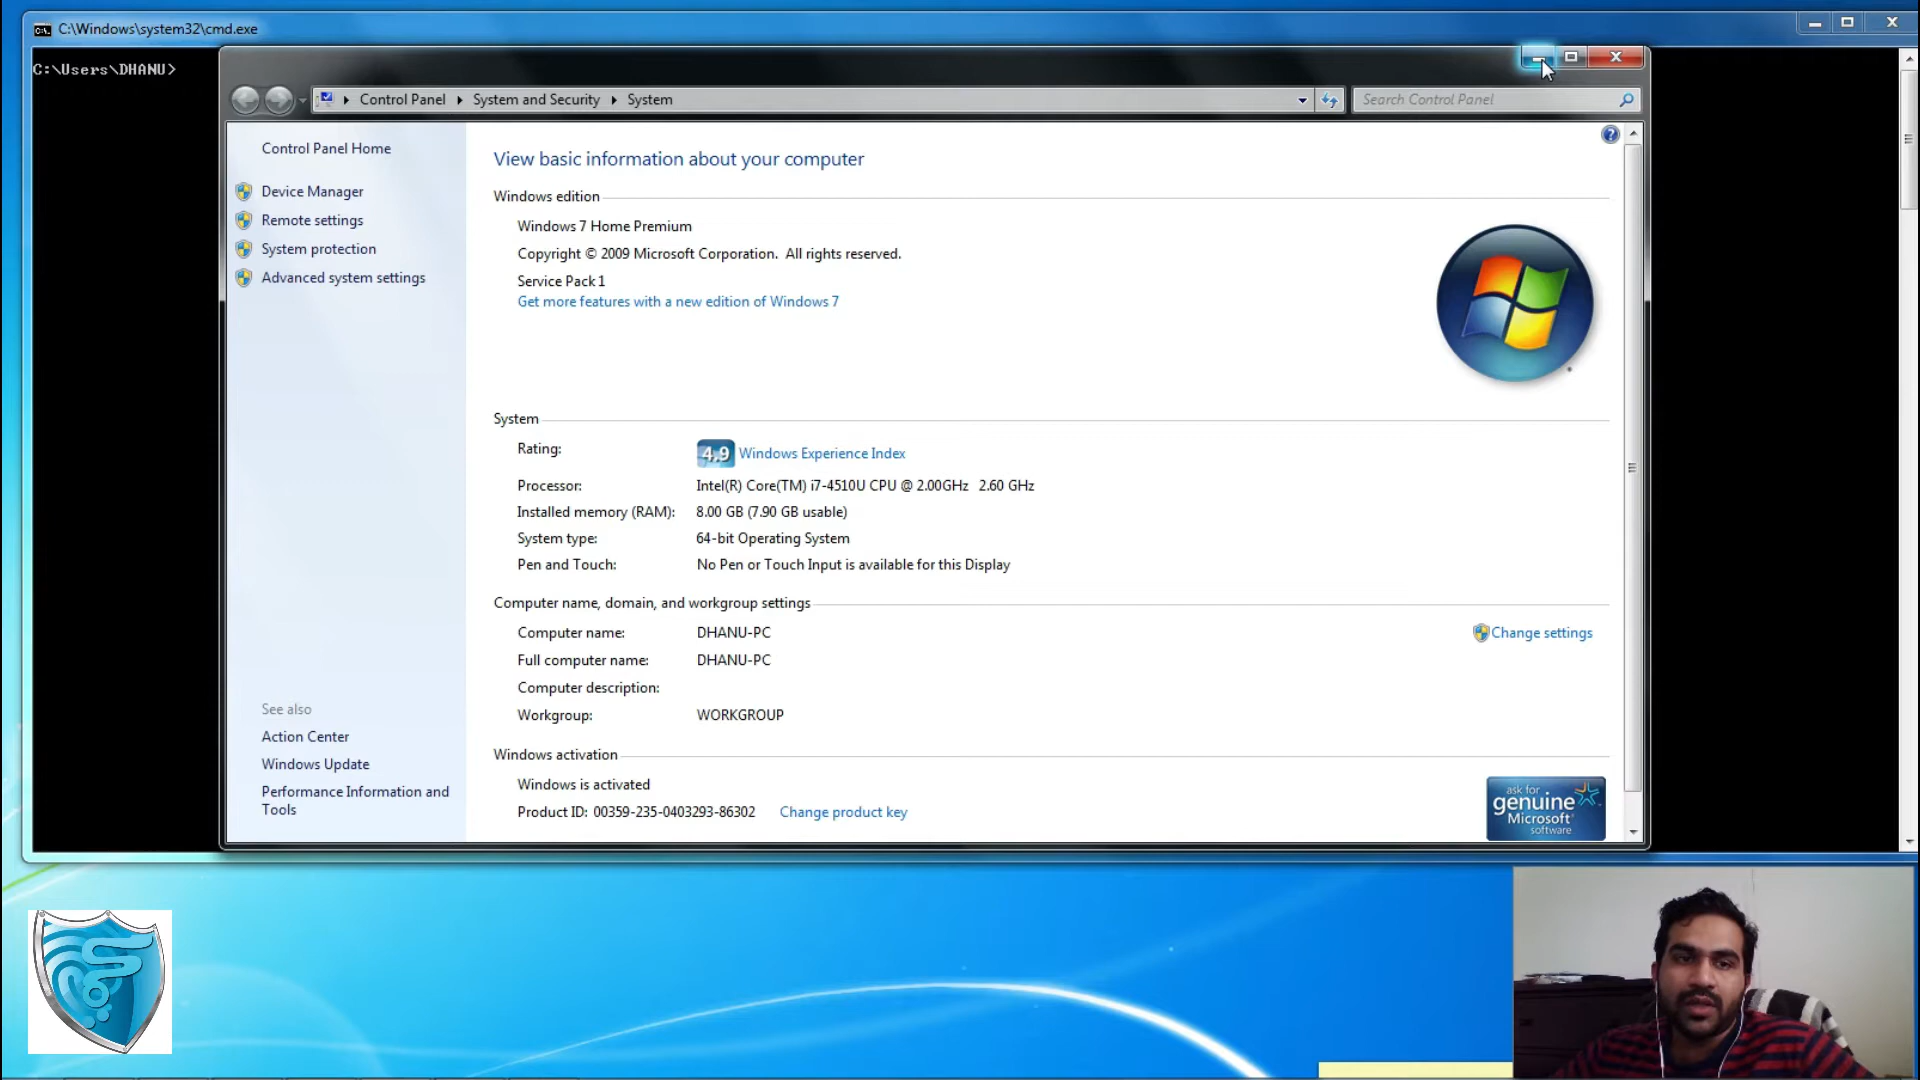 C:\Windows\system32\cmd.exe
C:\Users\DHANU>
Control Panel
System and Security
System
Search Control Panel
Control Panel Home
Device Manager
Remote settings
System protection
Advanced system settings
See also
Action Center
Windows Update
Performance Information and
Tools
View basic information about your computer
Windows edition
Windows 7 Home Premium
Copyright © 2009 Microsoft Corporation. All rights reserved.
Service Pack 1
Get more features with a new edition of Windows 7
System
Rating: 4,9 Windows Experience Index
Processor: Intel(R) Core(TM) i7-4510U CPU @ 2.00GHz 2.60 GHz
Installed memory (RAM): 8.00 GB (7.90 GB usable)
System type: 64-bit Operating System
Pen and Touch: No Pen or Touch Input is available for this Display
Computer name, domain, and workgroup settings
Computer name: DHANU-PC
Change settings
Full computer name: DHANU-PC
Computer description:
Workgroup: WORKGROUP
Windows activation
Windows is activated
Product ID: 00359-235-0403293-86302 Change product key
ask for
genuine
Microsoft
software